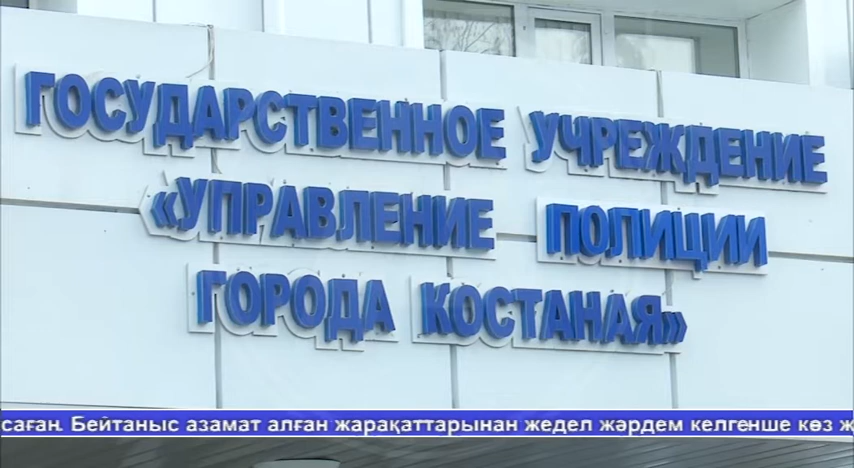 ГОСУДАРСТВЕННОЕ УЧРЕЖДЕНИЕ
«УПРАВЛЕНИЕ ПОЛИЦИИ
ГОРОДА КОСТАНАЯ»
саған. Бейтаныс азамат алған жарақаттарынан жедел жәрдем келгенше көз ж